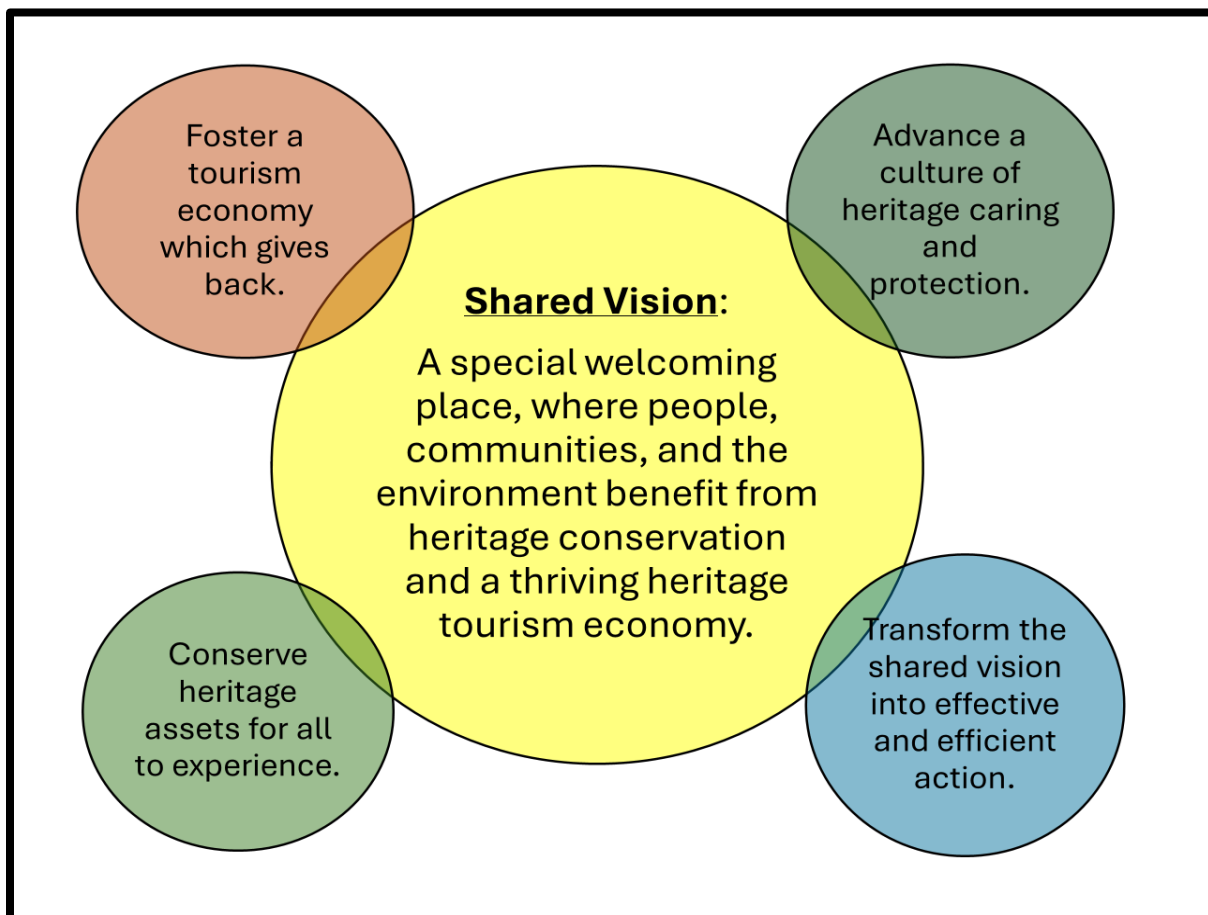 Foster a
tourism
economy
which gives
back.
Advance a
culture of
heritage caring
and
protection.
Shared Vision:
A special welcoming
place, where people,
communities, and the
environment benefit from
heritage conservation
and a thriving heritage
tourism economy.
Conserve
heritage
assets for all
to experience.
Transform the
shared vision
into effective
and efficient
action.